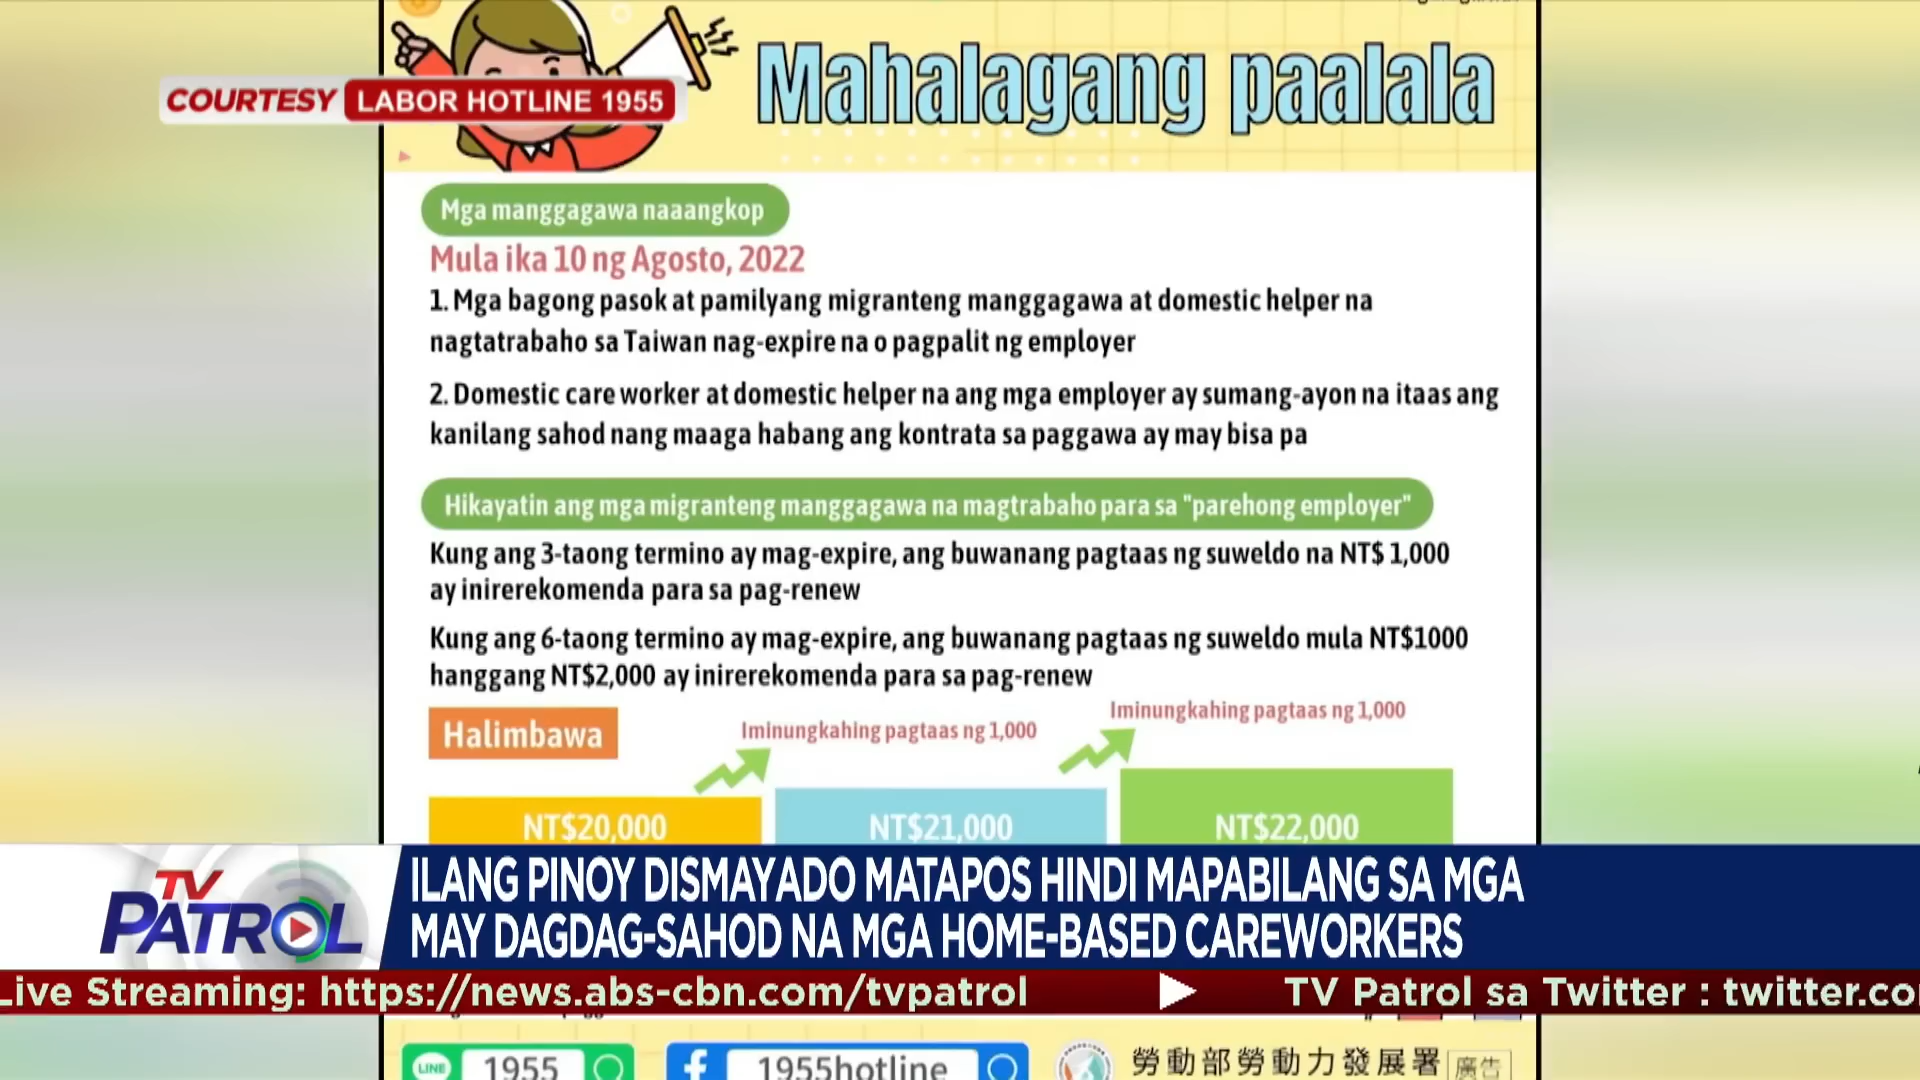 COURTESY LABOR HOTLINE 1955
Mahalagang paalala
Mga manggagawa naaangkop
Mula ika 10 ng Agosto, 2022
1. Mga bagong pasok at pamilyang migranteng manggagawa at domestic helper na
nagtatrabaho sa Taiwan nag-expire na o pagpalit ng employer
2. Domestic care worker at domestic helper na ang mga employer ay sumang-ayon na itaas ang
kanilang sahod nang maaga habang ang kontrata sa paggawa ay may bisa pa
Hikayatin ang mga migranteng manggagawa na magtrabaho para sa "parehong employer"
Kung ang 3-taong termino ay mag-expire, ang buwanang pagtaas ng suweldo na NT$ 1,000
ay inirerekomenda para sa pag-renew
Kung ang 6-taong termino ay mag-expire, ang buwanang pagtaas ng suweldo mula NT$1000
hanggang NT$2,000 ay inirerekomenda para sa pag-renew
Halimbawa
Iminungkahing pagtaas ng 1,000
Iminungkahing pagtaas ng 1,000
NT$20,000
NT$21,000
NT$22,000
TV PATROL
ILANG PINOY DISMAYADO MATAPOS HINDI MAPABILANG SA MGA
MAY DAGDAG-SAHOD NA MGA HOME-BASED CAREWORKERS
Live Streaming: https://news.abs-cbn.com/tvpatrol
TV Patrol sa Twitter : twitter.co
LINE 1955
1955hotline
勞動部勞動力發展署 廣告